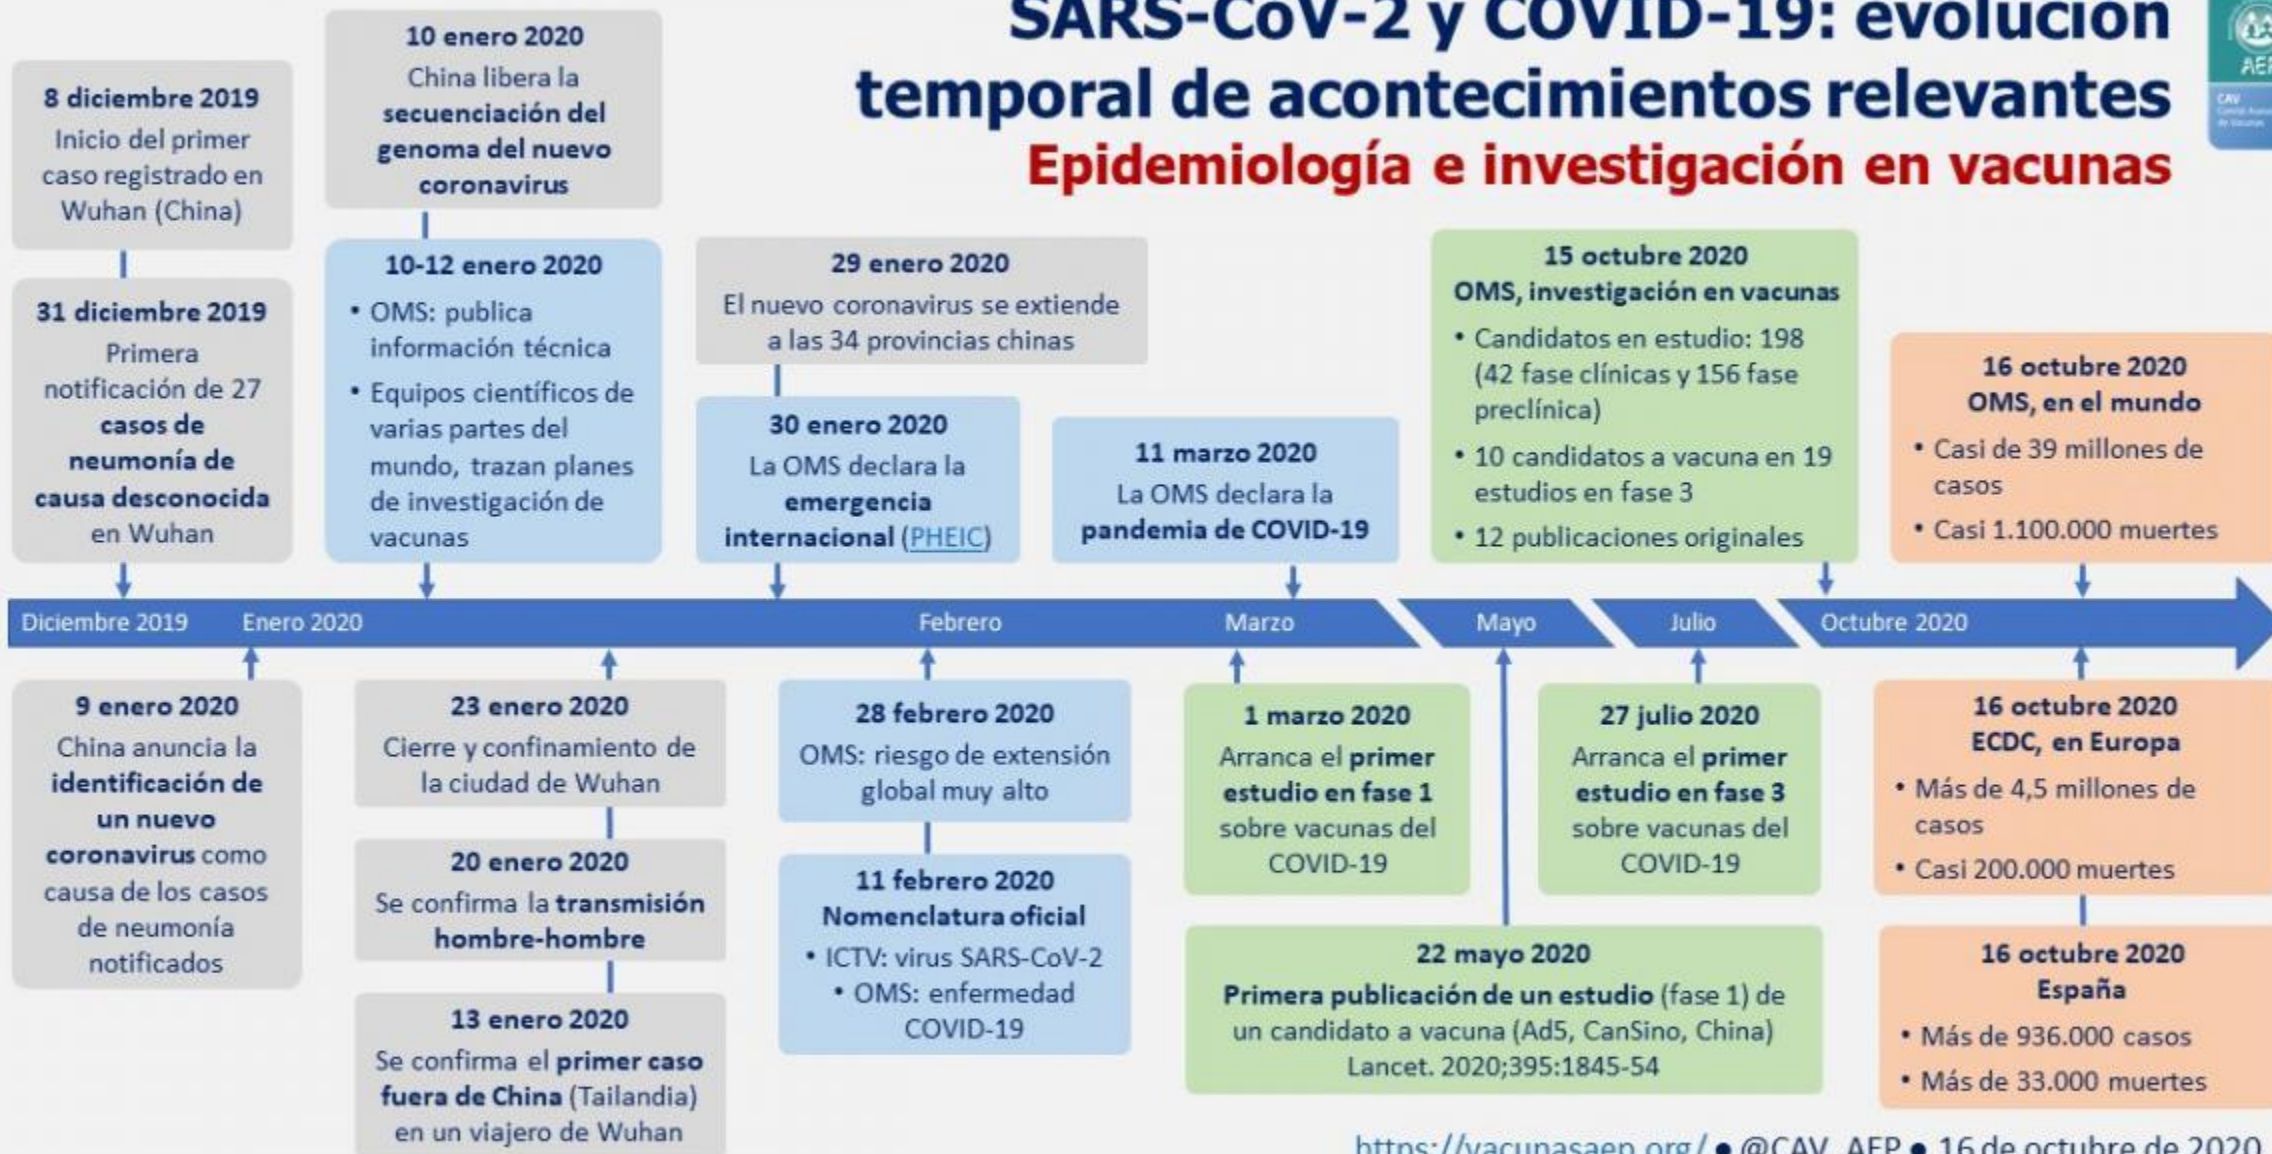 SARS-CoV-2 y COVID-19: evolución
temporal de acontecimientos relevantes
Epidemiología e investigación en vacunas
AEP
CAV
8 diciembre 2019
Inicio del primer
caso registrado en
Wuhan (China)
31 diciembre 2019
Primera
notificación de 27
casos de
neumonía de
causa desconocida
en Wuhan
10 enero 2020
China libera la
secuenciación del
genoma del nuevo
coronavirus
10-12 enero 2020
• OMS: publica
información técnica
• Equipos científicos de
varias partes del
mundo, trazan planes
de investigación de
vacunas
29 enero 2020
El nuevo coronavirus se extiende
a las 34 provincias chinas
30 enero 2020
La OMS declara la
emergencia
internacional (PHEIC)
11 marzo 2020
La OMS declara la
pandemia de COVID-19
15 octubre 2020
OMS, investigación en vacunas
• Candidatos en estudio: 198
(42 fase clínicas y 156 fase
preclínica)
• 10 candidatos a vacuna en 19
estudios en fase 3
• 12 publicaciones originales
16 octubre 2020
OMS, en el mundo
• Casi de 39 millones de
casos
• Casi 1.100.000 muertes
Diciembre 2019
Enero 2020
Febrero
Marzo
Mayo
Julio
Octubre 2020
9 enero 2020
China anuncia la
identificación de
un nuevo
coronavirus como
causa de los casos
de neumonía
notificados
23 enero 2020
Cierre y confinamiento de
la ciudad de Wuhan
20 enero 2020
Se confirma la transmisión
hombre-hombre
13 enero 2020
Se confirma el primer caso
fuera de China (Tailandia)
en un viajero de Wuhan
28 febrero 2020
OMS: riesgo de extensión
global muy alto
11 febrero 2020
Nomenclatura oficial
• ICTV: virus SARS-CoV-2
• OMS: enfermedad
COVID-19
1 marzo 2020
Arranca el primer
estudio en fase 1
sobre vacunas del
COVID-19
27 julio 2020
Arranca el primer
estudio en fase 3
sobre vacunas del
COVID-19
22 mayo 2020
Primera publicación de un estudio (fase 1) de
un candidato a vacuna (Ad5, CanSino, China)
Lancet. 2020;395:1845-54
16 octubre 2020
ECDC, en Europa
• Más de 4,5 millones de
casos
• Casi 200.000 muertes
16 octubre 2020
España
• Más de 936.000 casos
• Más de 33.000 muertes
https://vacunasaep.org/ ● @CAV_AEP ● 16 de octubre de 2020